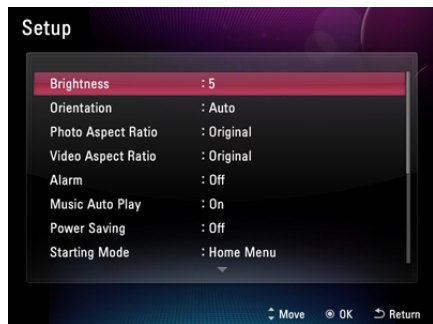 Setup
Brightness : 5
Orientation : Auto
Photo Aspect Ratio : Original
Video Aspect Ratio : Original
Alarm : Off
Music Auto Play : On
Power Saving : Off
Starting Mode : Home Menu
Move OK Return